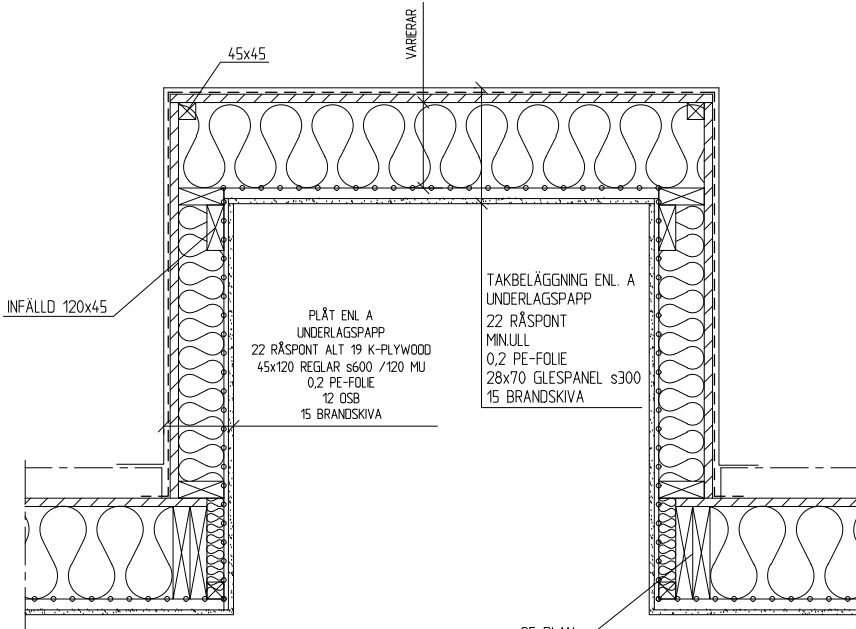 45x45
VARIERAR
INFÄLLD 120x45
PLÅT ENL A
UNDERLAGSPAPP
22 RÅSPONT ALT 19 K-PLYWOOD
45x120 REGLAR s600 /120 MU
0,2 PE-FOLIE
12 OSB
15 BRANDSKIVA
TAKBELÄGGNING ENL. A
UNDERLAGSPAPP
22 RÅSPONT
MIN.ULL
0,2 PE-FOLIE
28x70 GLESPANEL s300
15 BRANDSKIVA